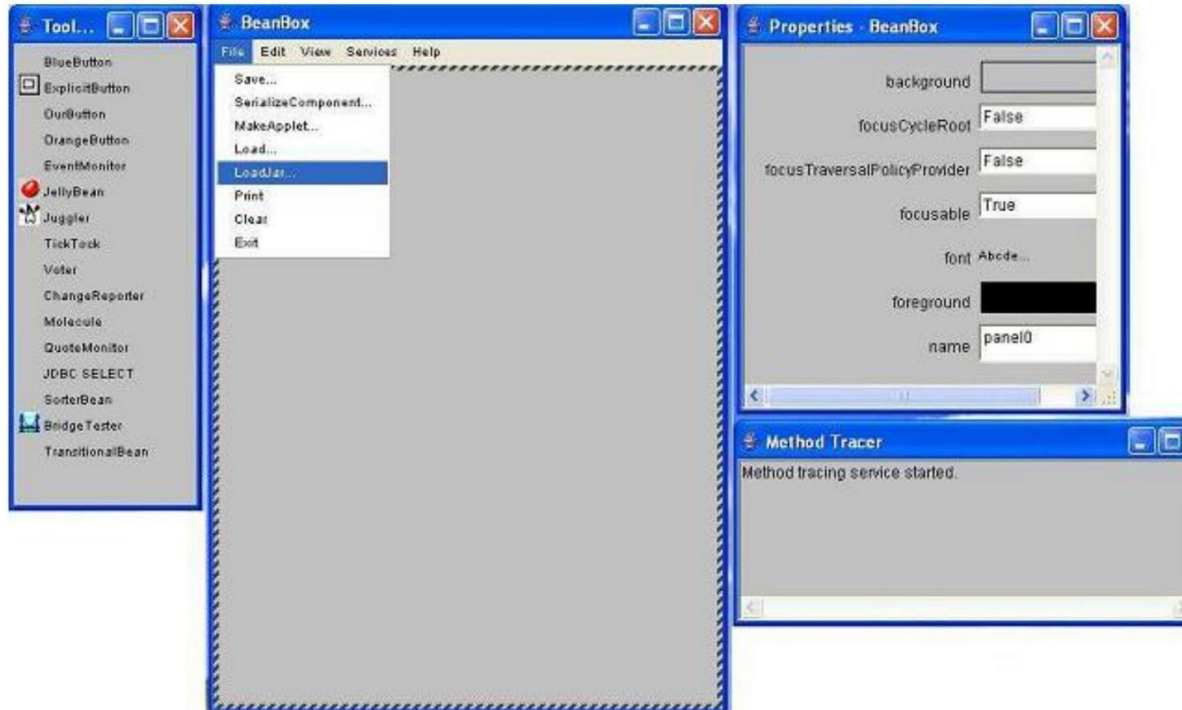 Tool...
BlueButton
ExplicitButton
OurButton
OrangeButton
EventMonitor
JellyBean
Juggler
TickTock
Voter
ChangeReporter
Molecule
QuoteMonitor
JDBC SELECT
SorterBean
BridgeTester
TransitionalBean
BeanBox
File Edit View Services Help
Save...
SerializeComponent...
MakeApplet...
Load...
LoadJar...
Print
Clear
Exit
Properties - BeanBox
background
focusCycleRoot False
focusTraversalPolicyProvider False
focusable True
font Abcde...
foreground
name panel0
Method Tracer
Method tracing service started.